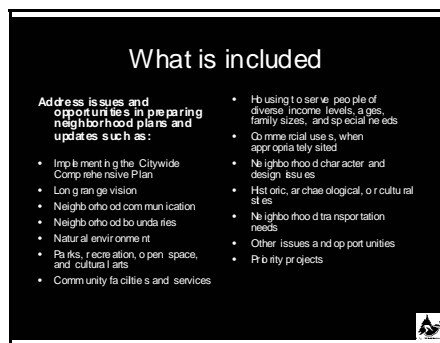 What is included
Address issues and
opportunities in preparing
neighborhood plans and
updates such as:
• Implementing the Citywide
Comprehensive Plan
• Long range vision
• Neighborhood communication
• Neighborhood boundaries
• Natural environment
• Parks, recreation, open space,
and cultural arts
• Community facilities and services
• Housing to serve people of
diverse income levels, ages,
family sizes, and special needs
• Commercial uses, when
appropriately sited
• Neighborhood character and
design issues
• Historic, archaeological, or cultural
sites
• Neighborhood transportation
needs
• Other issues and opportunities
• Priority projects